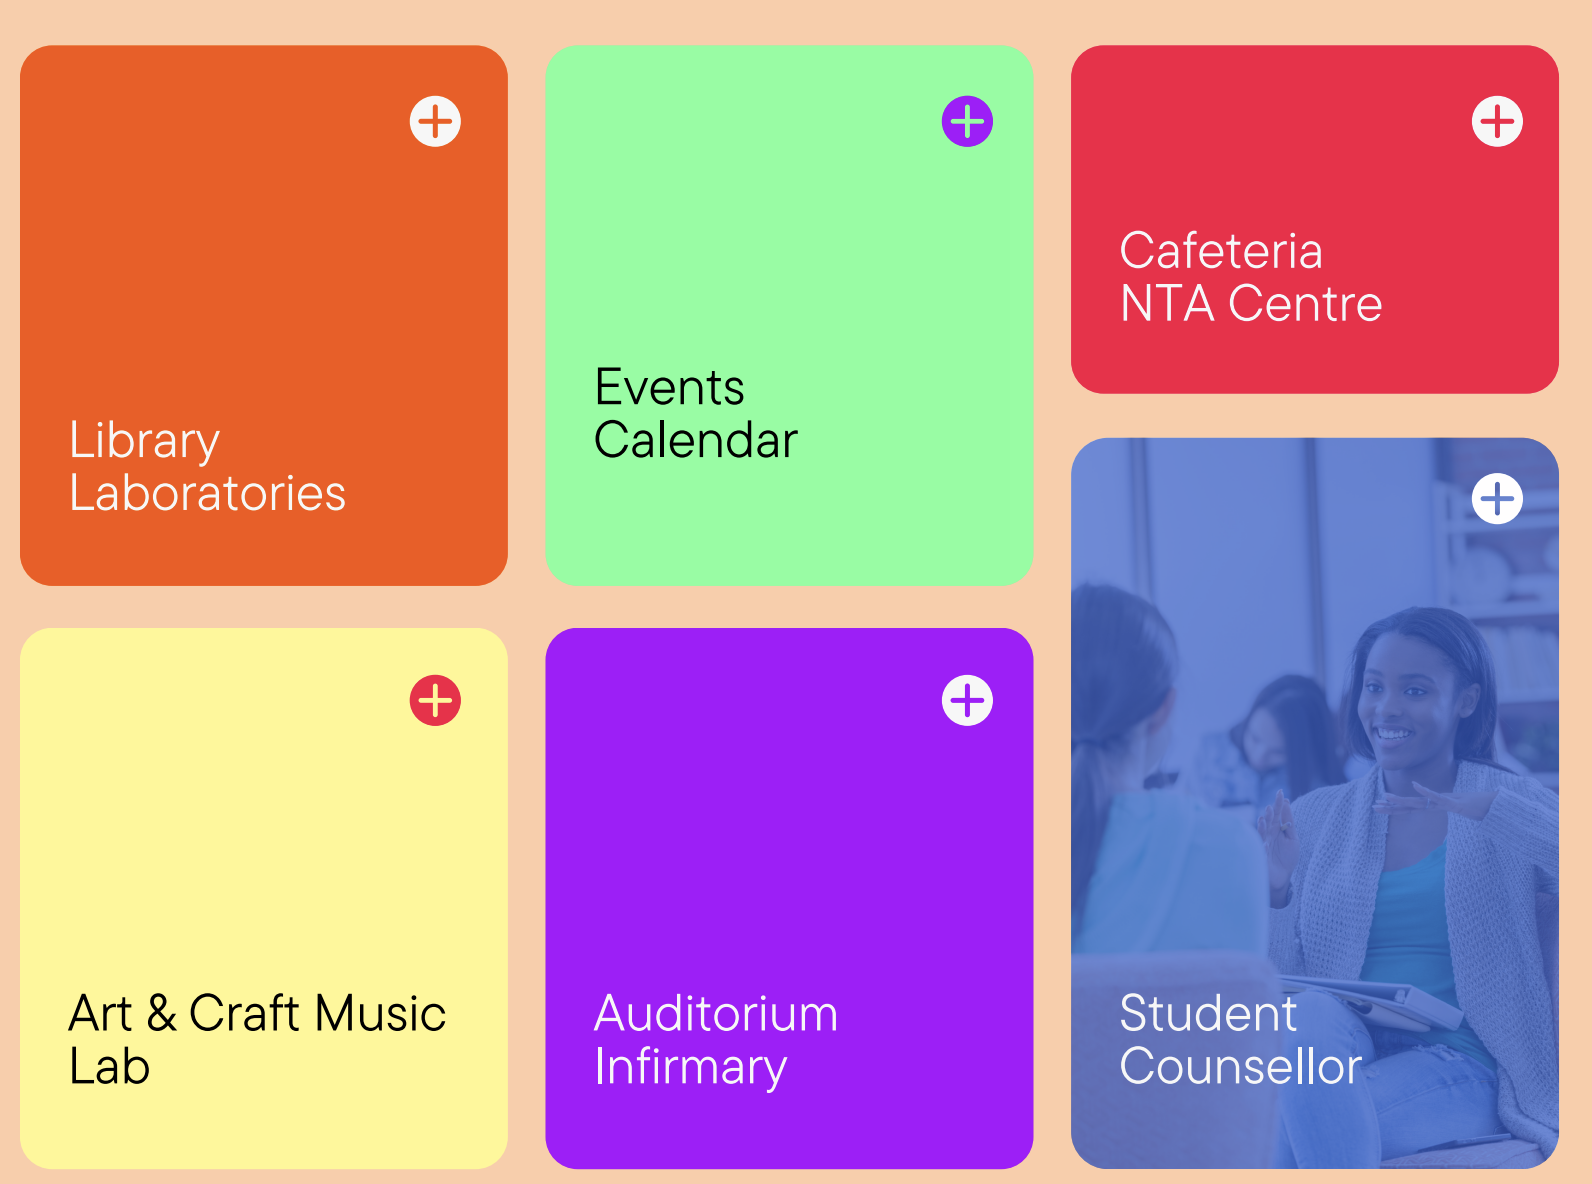 Library
Laboratories
Events
Calendar
Cafeteria
NTA Centre
Art & Craft Music
Lab
Auditorium
Infirmary
Student
Counsellor